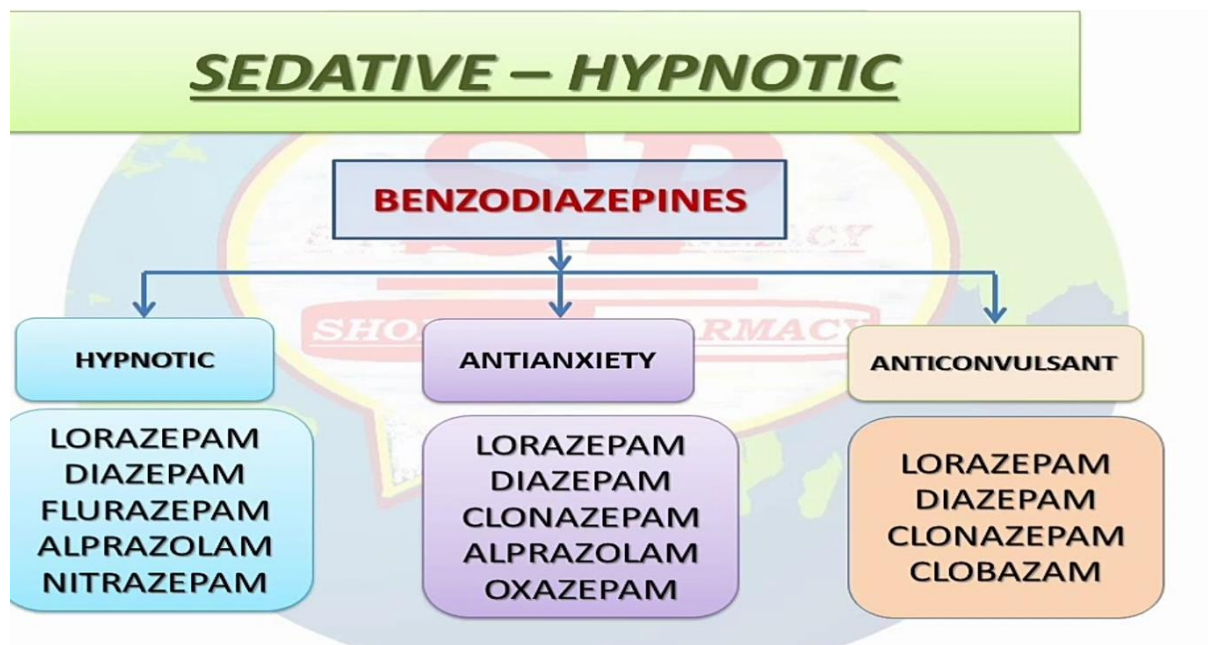 SEDATIVE – HYPNOTIC
BENZODIAZEPINES
HYPNOTIC
LORAZEPAM
DIAZEPAM
FLURAZEPAM
ALPRAZOLAM
NITRAZEPAM
ANTIANXIETY
LORAZEPAM
DIAZEPAM
CLONAZEPAM
ALPRAZOLAM
OXAZEPAM
ANTICONVULSANT
LORAZEPAM
DIAZEPAM
CLONAZEPAM
CLOBAZAM
SP